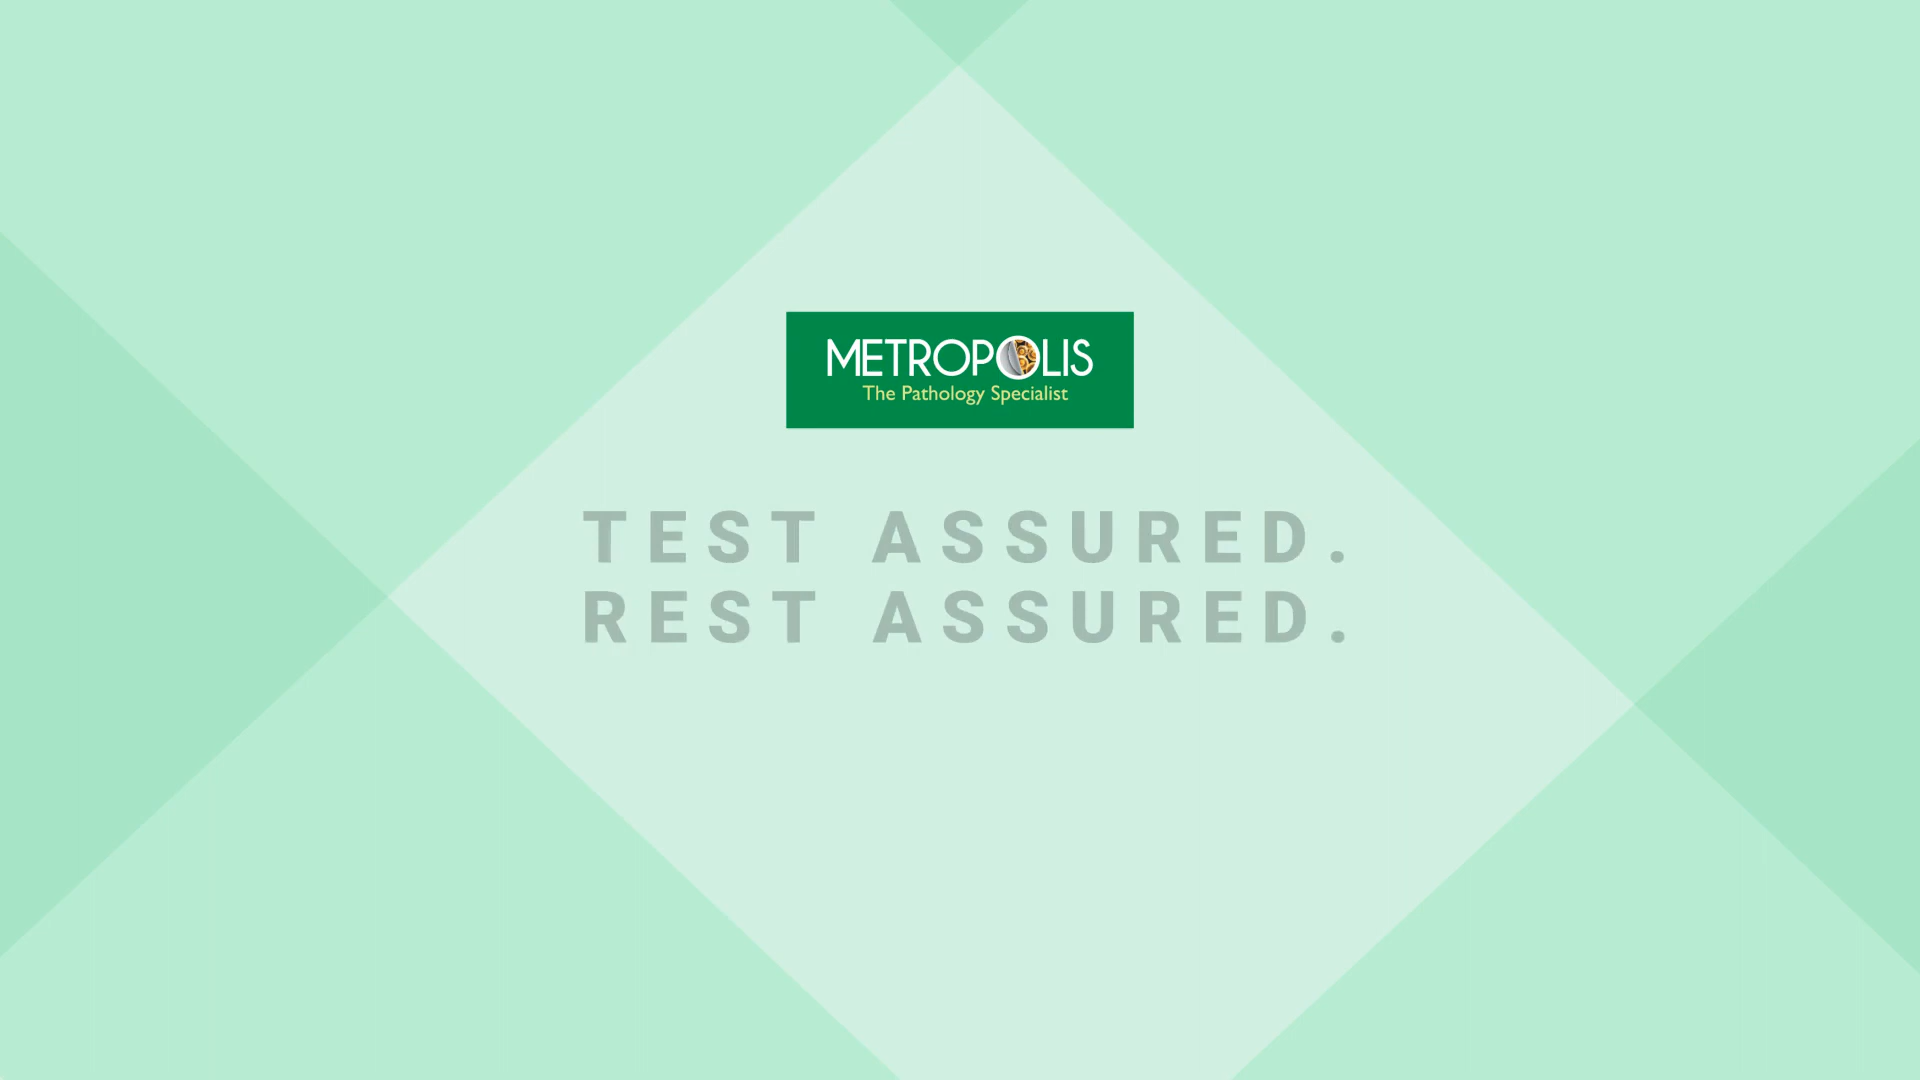 METROPOLIS
The Pathology Specialist
TEST ASSURED.
REST ASSURED.